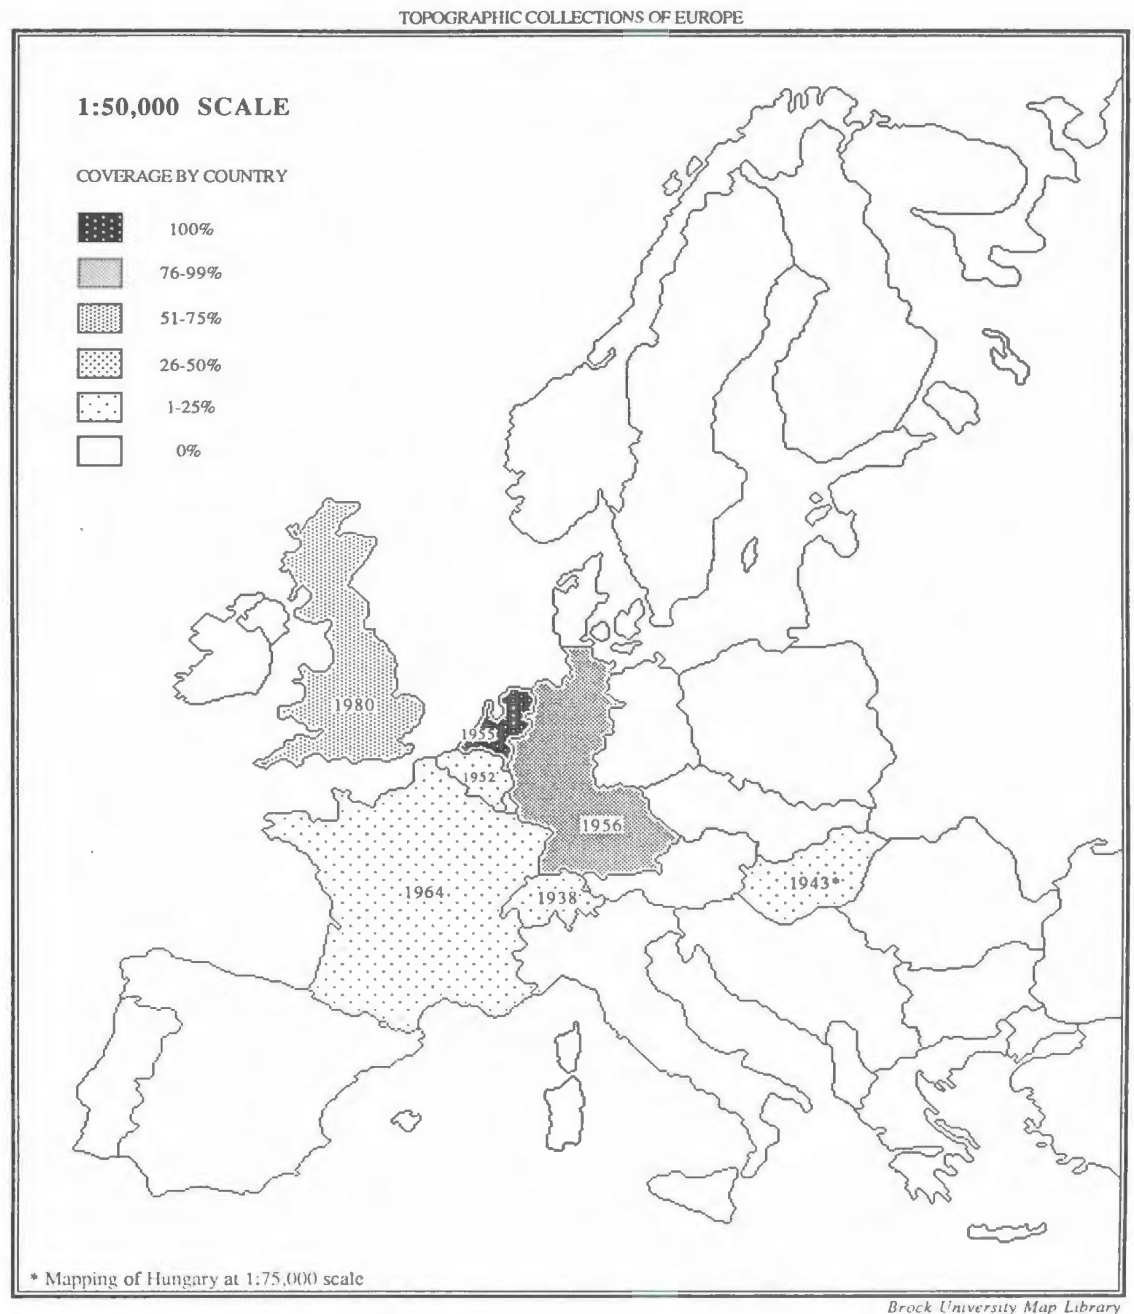 TOPOGRAPHIC COLLECTIONS OF EUROPE
1:50,000 SCALE
COVERAGE BY COUNTRY
100%
76-99%
51-75%
26-50%
1-25%
0%
1980
1955
1952
1956
1964
1938
1943*
* Mapping of Hungary at 1:75,000 scale
Brock University Map Library